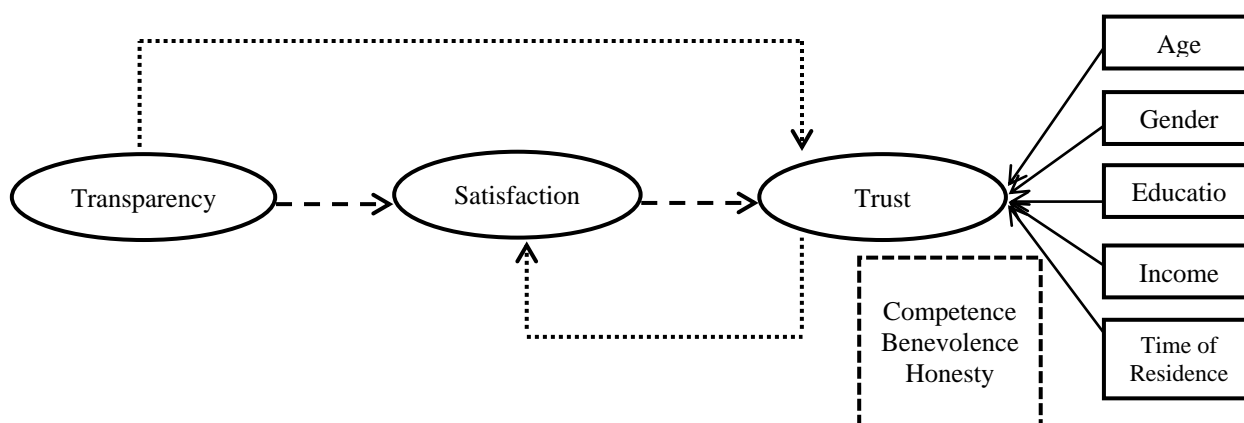 Age
Gender
Transparency
Satisfaction
Trust
Educatio
Income
Competence
Benevolence
Honesty
Time of
Residence